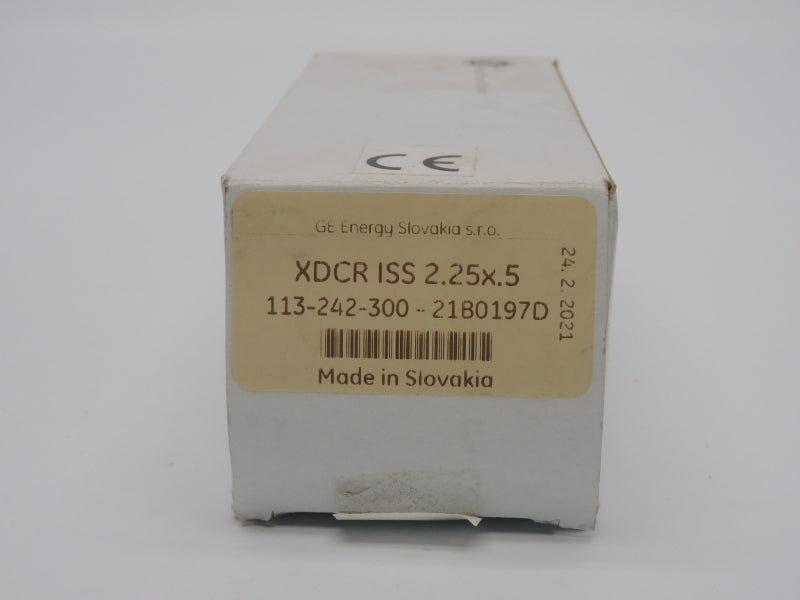 CE
GE Energy Slovakia s.r.o.
XDCR ISS 2.25x.5
113-242-300 - 21B0197D
Made in Slovakia
24. 2. 2021